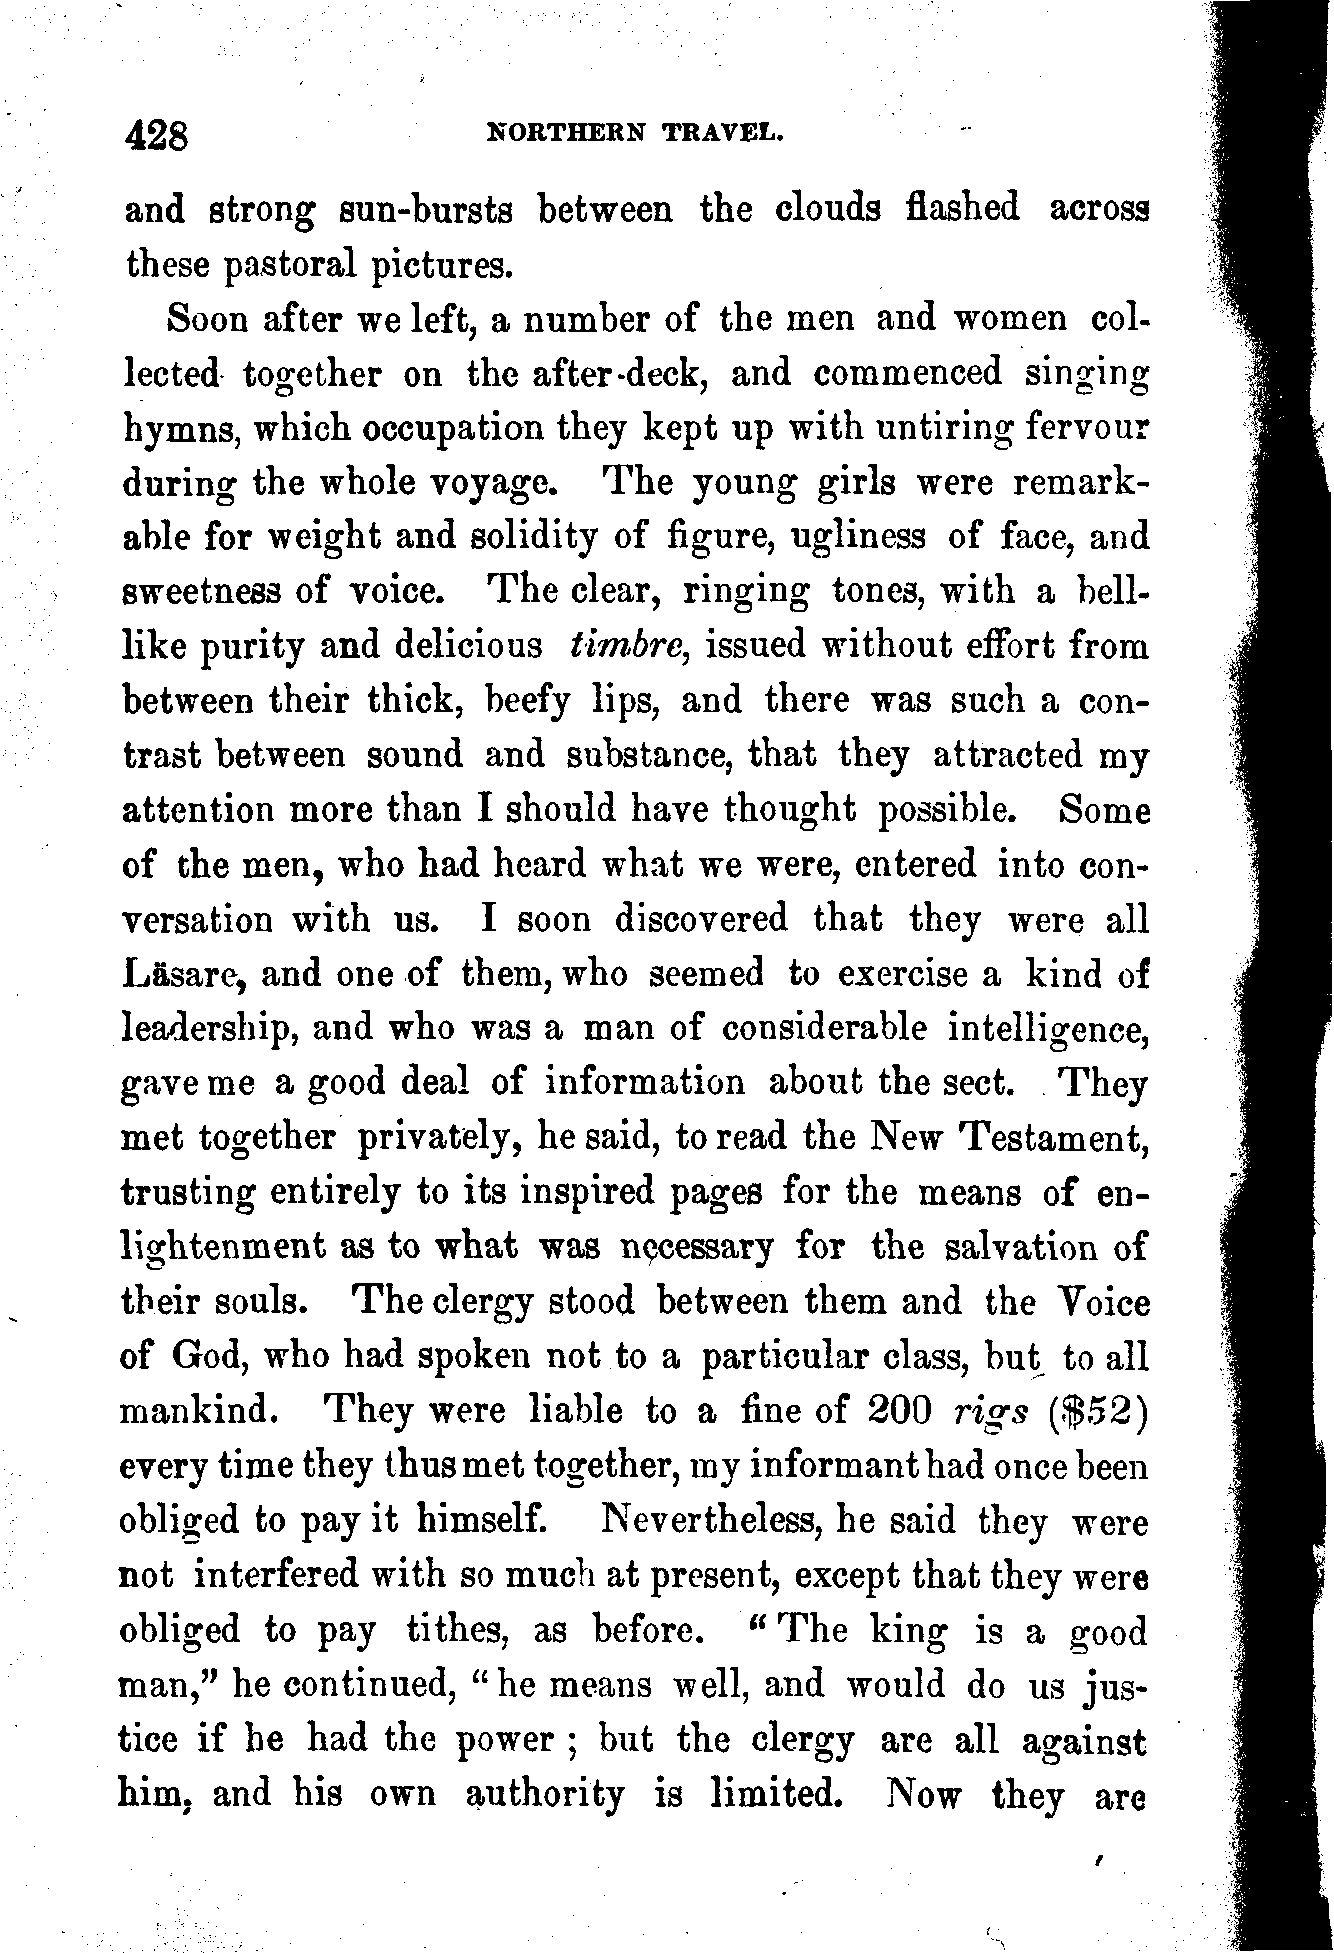 428 NORTHERN TRAVEL.
and strong sun-bursts between the clouds flashed across
these pastoral pictures.
Soon after we left, a number of the men and women col-
lected together on the after-deck, and commenced singing
hymns, which occupation they kept up with untiring fervour
during the whole voyage. The young girls were remark-
able for weight and solidity of figure, ugliness of face, and
sweetness of voice. The clear, ringing tones, with a bell-
like purity and delicious timbre, issued without effort from
between their thick, beefy lips, and there was such a con-
trast between sound and substance, that they attracted my
attention more than I should have thought possible. Some
of the men, who had heard what we were, entered into con-
versation with us. I soon discovered that they were all
Läsare, and one of them, who seemed to exercise a kind of
leadership, and who was a man of considerable intelligence,
gave me a good deal of information about the sect. They
met together privately, he said, to read the New Testament,
trusting entirely to its inspired pages for the means of en-
lightenment as to what was necessary for the salvation of
their souls. The clergy stood between them and the Voice
of God, who had spoken not to a particular class, but to all
mankind. They were liable to a fine of 200 rigs ($52)
every time they thus met together, my informant had once been
obliged to pay it himself. Nevertheless, he said they were
not interfered with so much at present, except that they were
obliged to pay tithes, as before. “The king is a good
man,” he continued, “he means well, and would do us jus-
tice if he had the power; but the clergy are all against
him, and his own authority is limited. Now they are